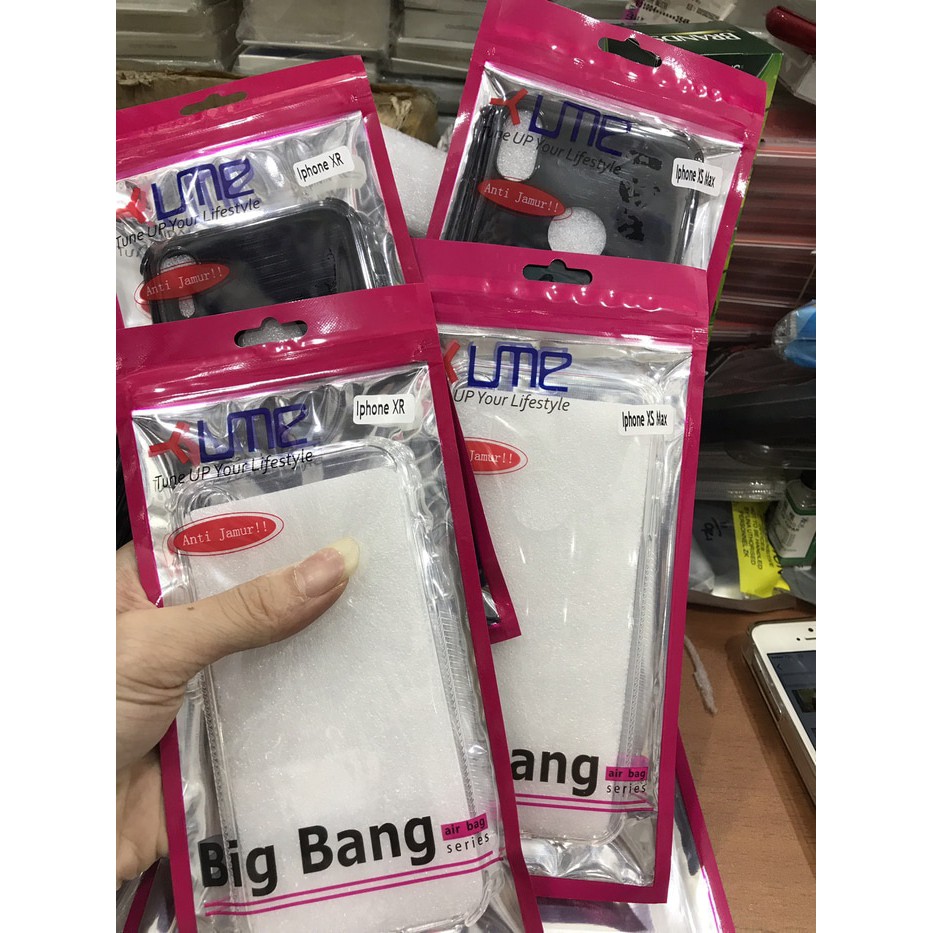 UME
Tune UP Your Lifestyle
Iphone XR
Anti Jamur!!
UME
Tune UP Your Lifestyle
Iphone XS Max
Anti Jamur!!
BRAND
UME
Tune UP Your Lifestyle
Iphone XR
Anti Jamur!!
Big Bang
air bag
series
UME
UP Your Lifestyle
Iphone XS Max
Jamur!!
ang
air bag
series